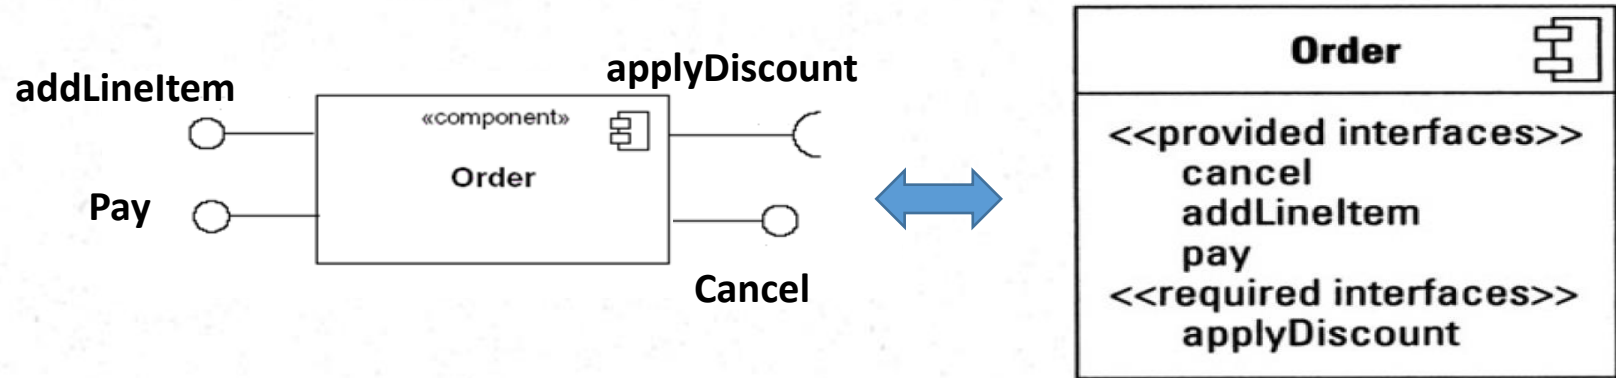 addLineItem
applyDiscount
«component»
Order
Pay
Cancel
Order
<<provided interfaces>>
cancel
addLineItem
pay
<<required interfaces>>
applyDiscount